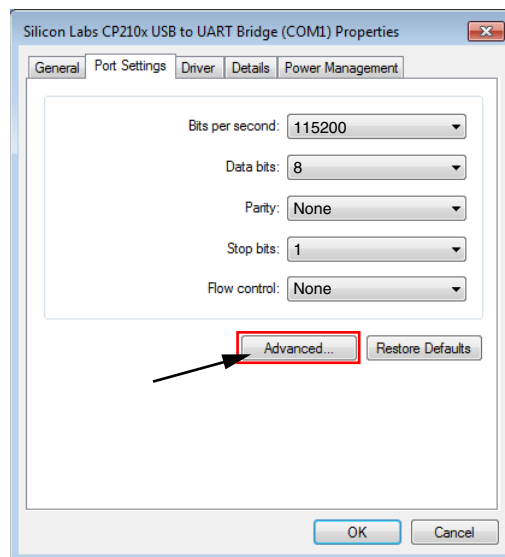 Silicon Labs CP210x USB to UART Bridge (COM1) Properties
General Port Settings Driver Details Power Management
Bits per second: 115200
Data bits: 8
Parity: None
Stop bits: 1
Flow control: None
Advanced... Restore Defaults
OK Cancel